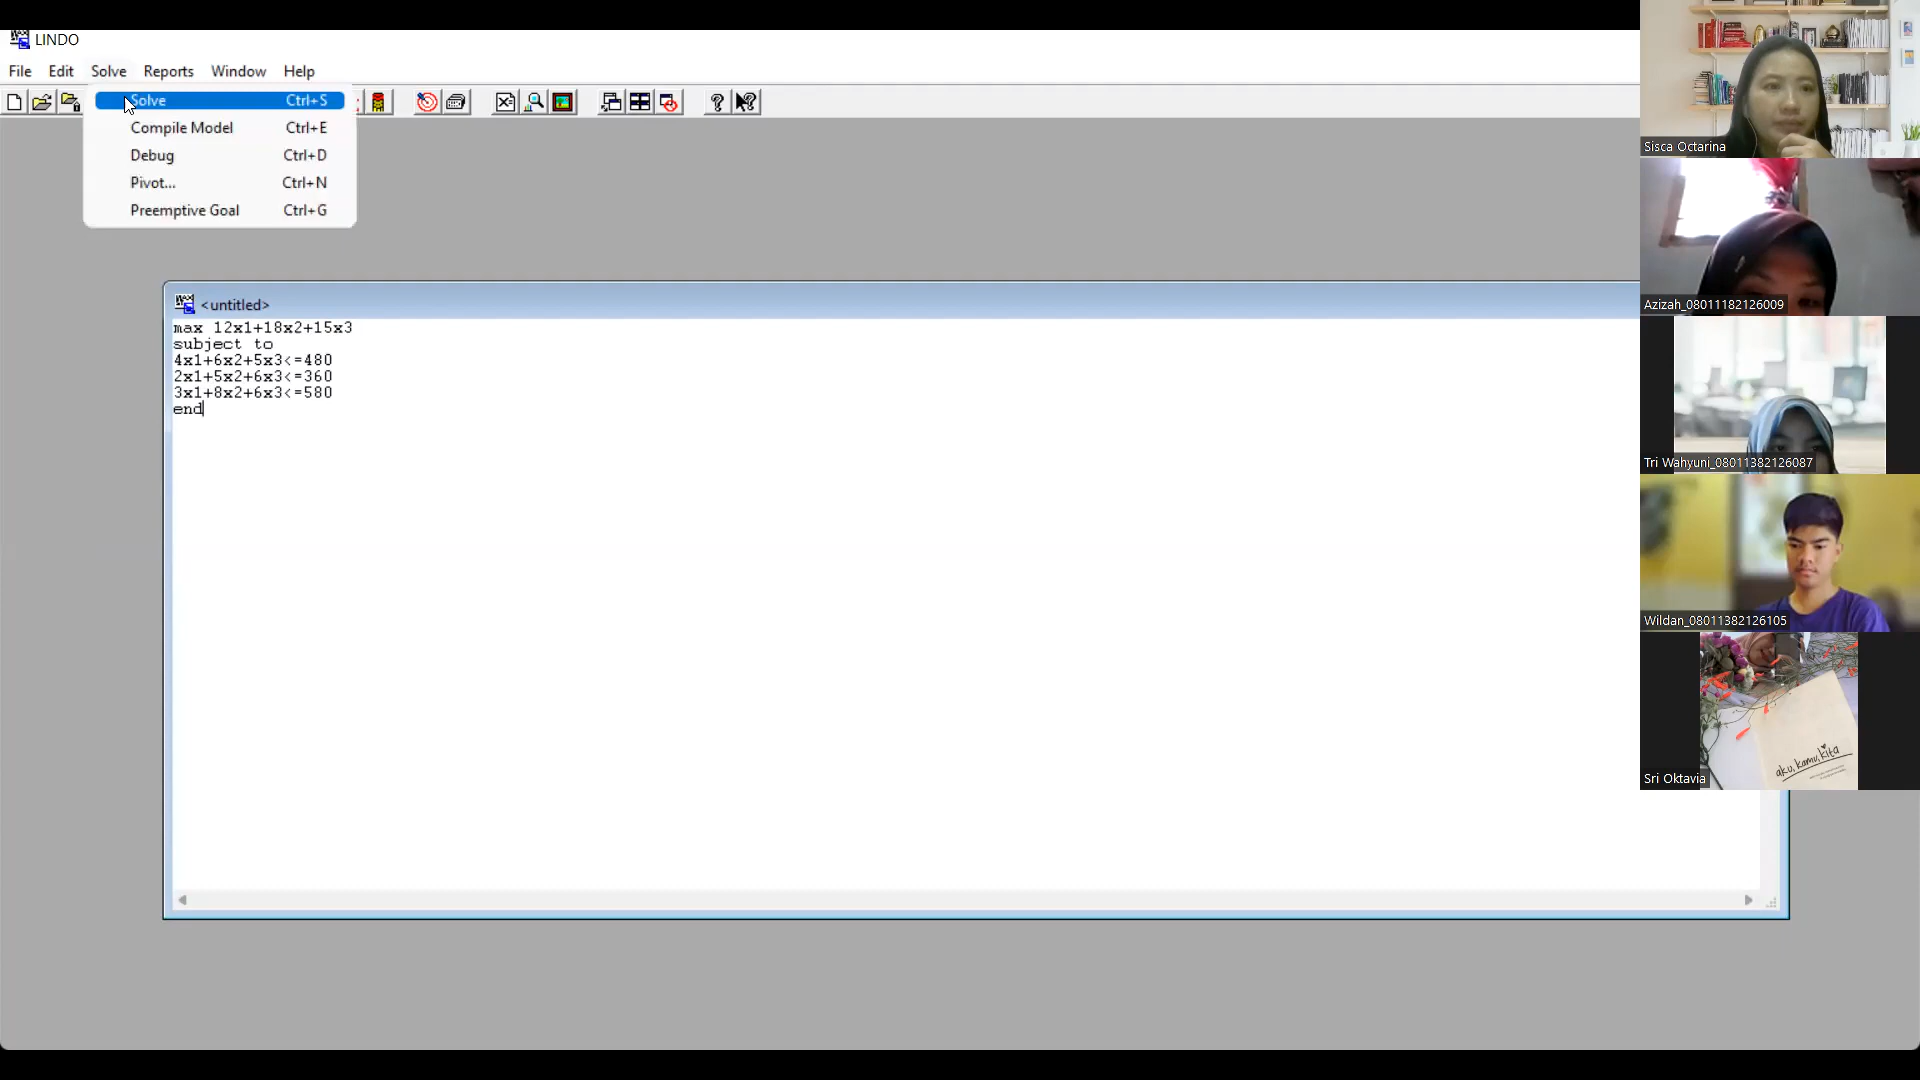 LINDO
File Edit Solve Reports Window Help
Solve Ctrl+S
Compile Model Ctrl+E
Debug Ctrl+D
Pivot... Ctrl+N
Preemptive Goal Ctrl+G
<untitled>
max 12x1+18x2+15x3
subject to
4x1+6x2+5x3<=480
2x1+5x2+6x3<=360
3x1+8x2+6x3<=580
end
Sisca Octarina
Azizah_08011182126009
Tri Wahyuni_08011382126087
Wildan_08011382126105
aku, kamu, kita
Sri Oktavia